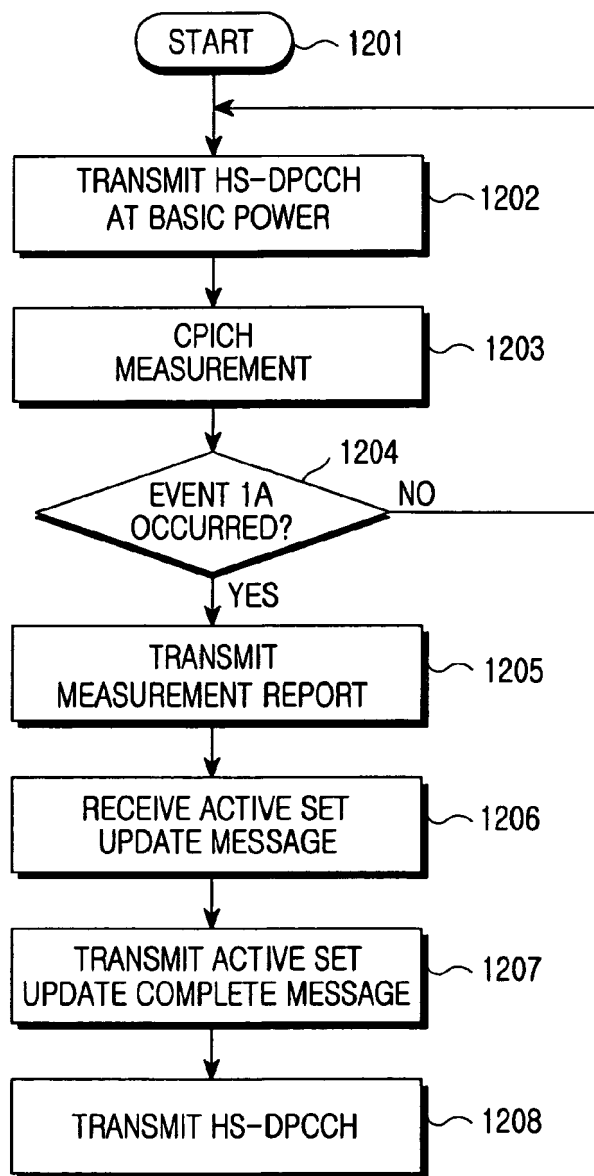 START
1201
TRANSMIT HS-DPCCH
AT BASIC POWER
1202
CPICH
MEASUREMENT
1203
1204
EVENT 1A
OCCURRED?
NO
YES
TRANSMIT
MEASUREMENT REPORT
1205
RECEIVE ACTIVE SET
UPDATE MESSAGE
1206
TRANSMIT ACTIVE SET
UPDATE COMPLETE MESSAGE
1207
TRANSMIT HS-DPCCH
1208